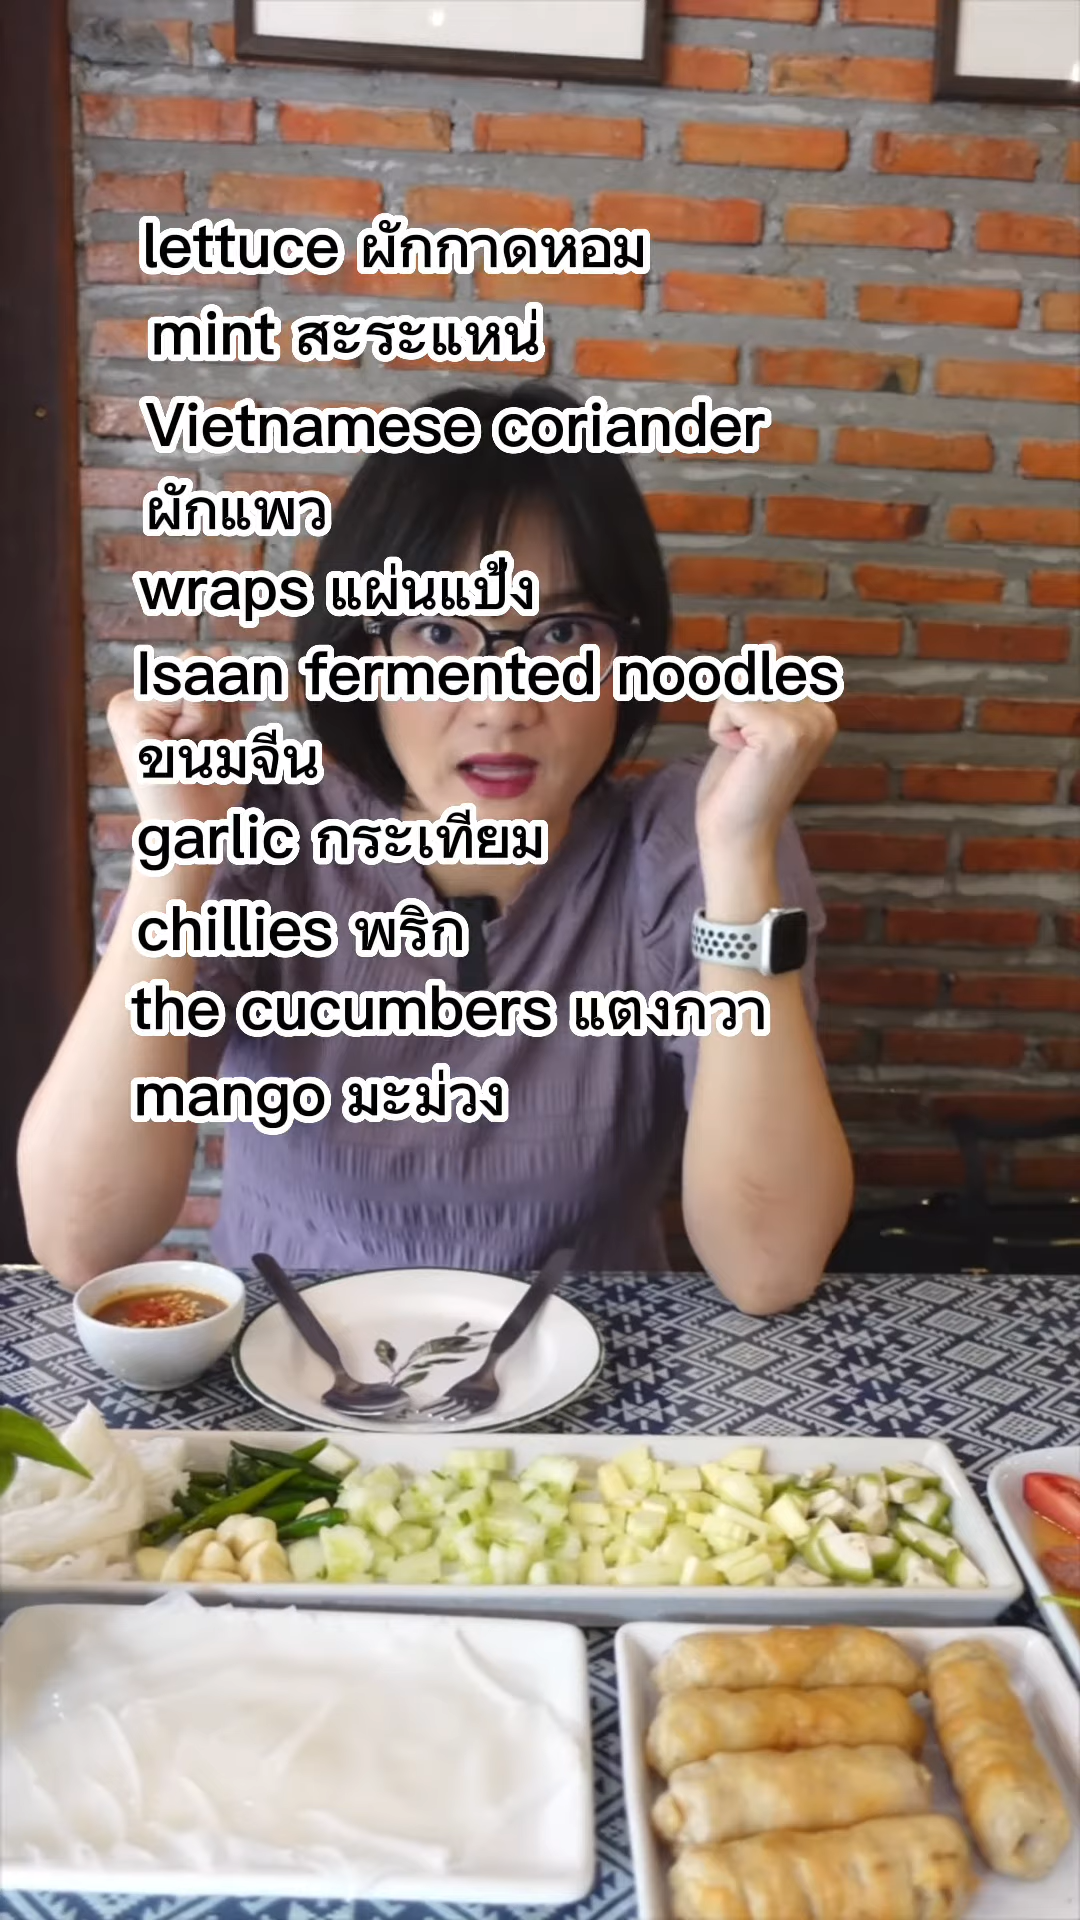 lettuce ผักกาดหอม
mint สะระแหน่
Vietnamese coriander
ผักแพว
wraps แผ่นแป้ง
Isaan fermented noodles
ขนมจีน
garlic กระเทียม
chillies พริก
the cucumbers แตงกวา
mango มะม่วง